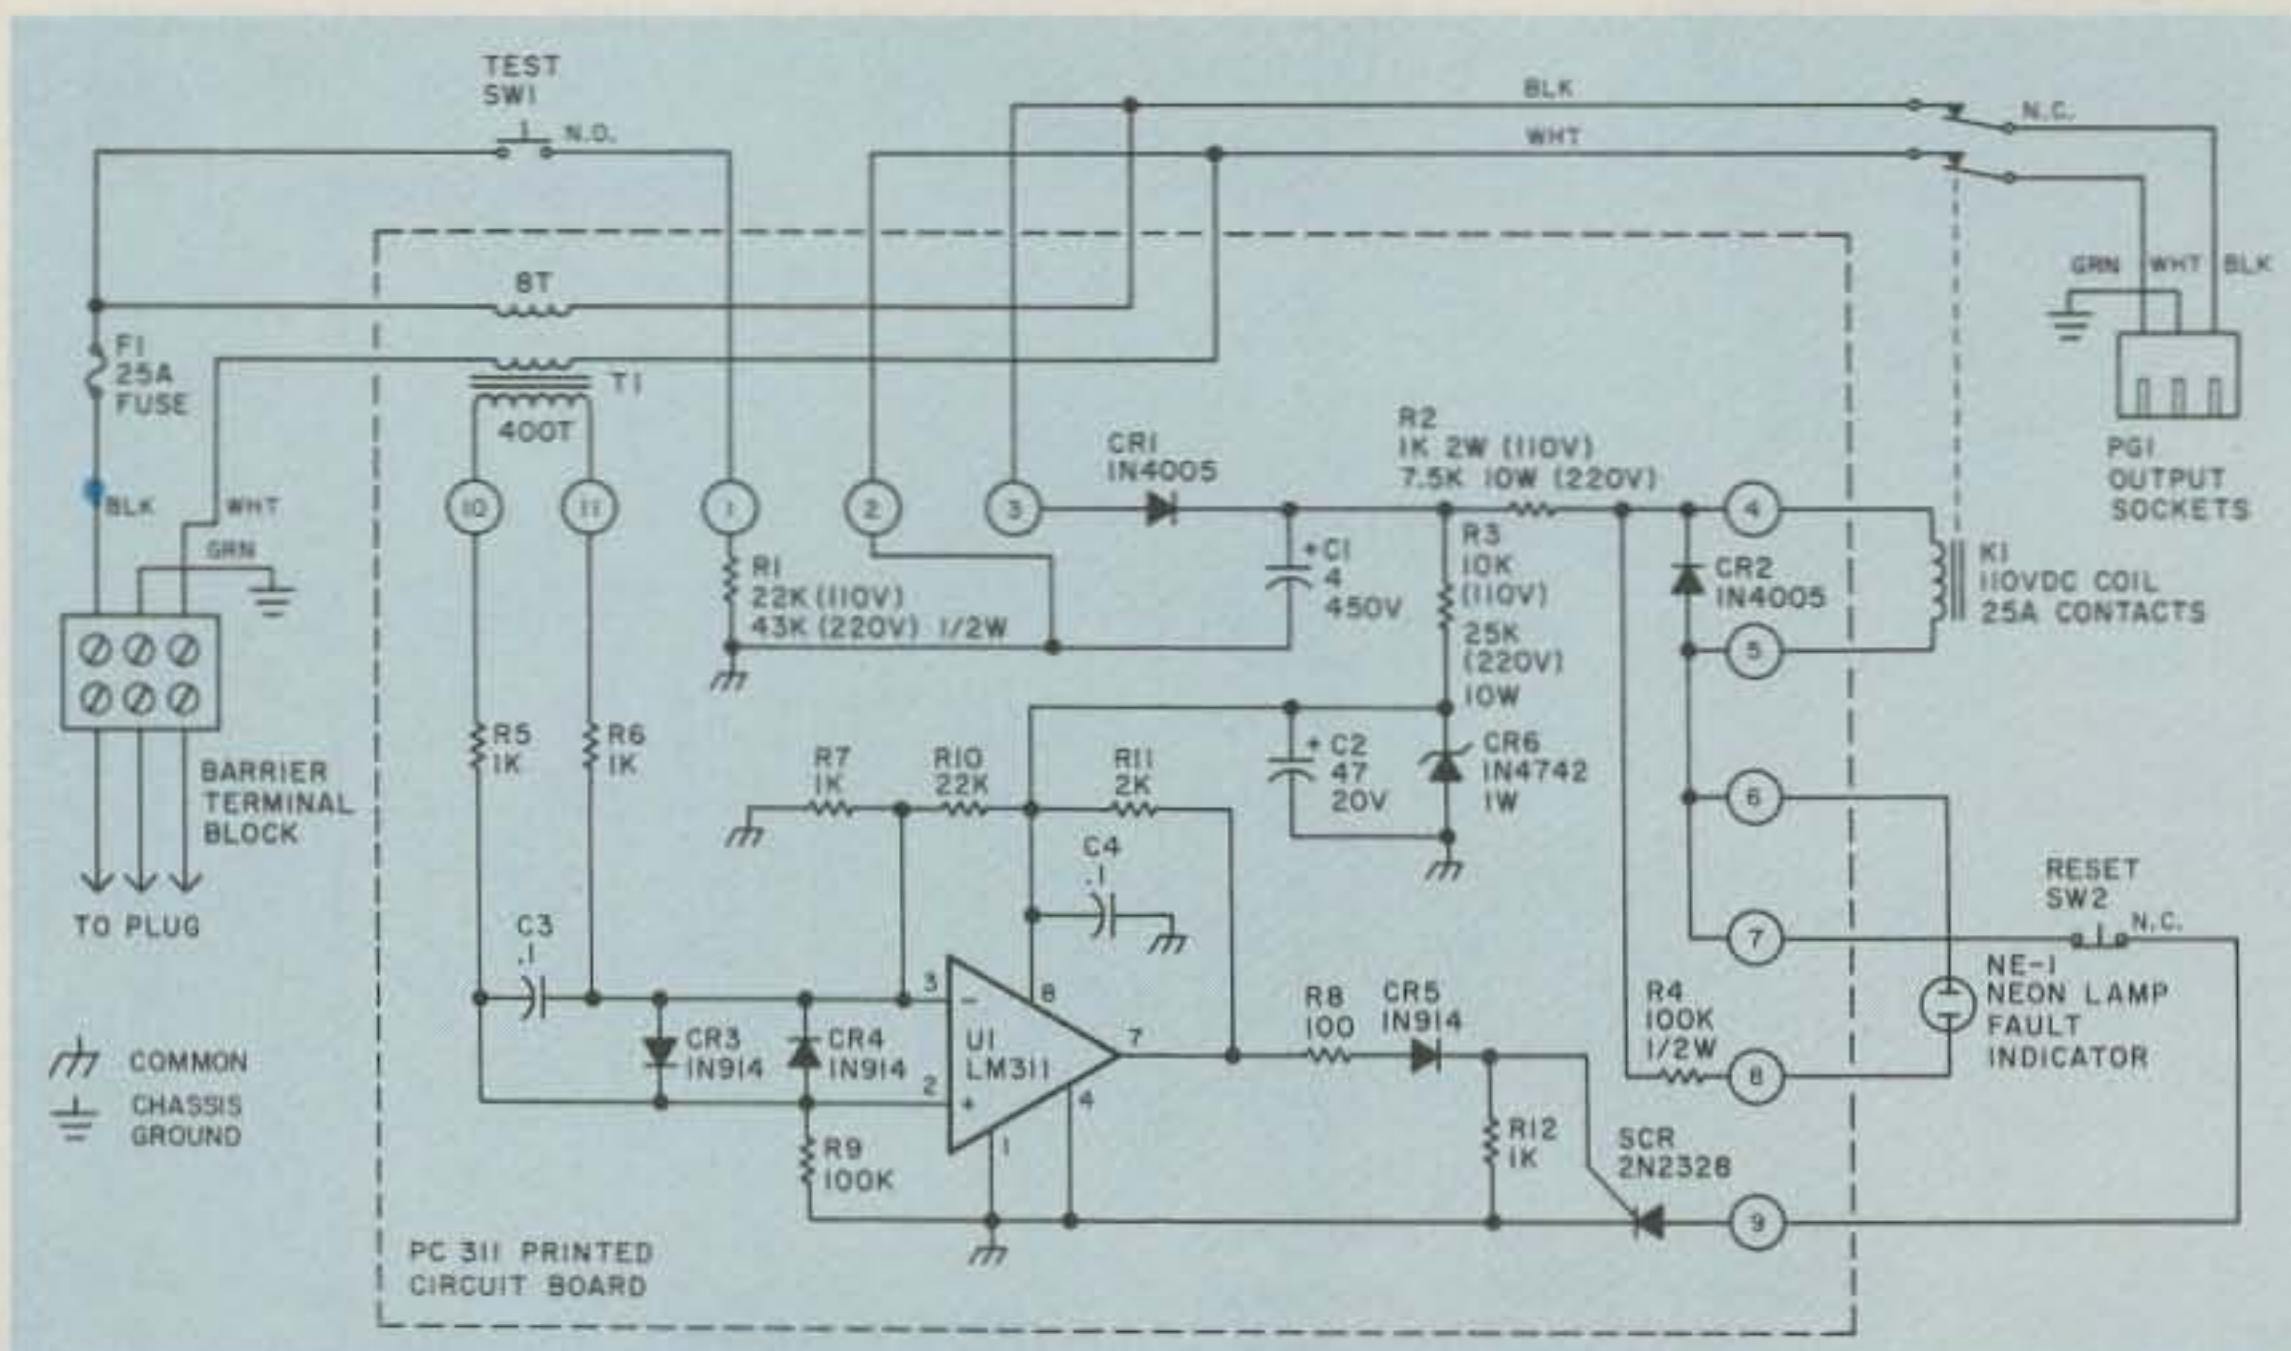 TEST
SW1
N.O.
BLK
N.C.
WHT
8T
GRN
WHT
BLK
F1
25A
FUSE
T1
400T
R2
1K 2W (110V)
7.5K 10W (220V)
CR1
1N4005
PG1
OUTPUT
SOCKETS
BLK
WHT
GRN
10
11
1
2
3
4
R1
22K (110V)
43K (220V) 1/2W
+ C1
4
450V
R3
10K
(110V)
25K
(220V)
10W
CR2
1N4005
K1
110VDC COIL
25A CONTACTS
5
R5
1K
R6
1K
R7
1K
R10
22K
R11
2K
+ C2
47
20V
CR6
1N4742
1W
6
BARRIER
TERMINAL
BLOCK
C4
.1
RESET
SW2
N.C.
7
TO PLUG
C3
.1
3
-
8
U1
LM311
7
2
+
4
1
CR3
1N914
CR4
1N914
R8
100
CR5
1N914
R4
100K
1/2W
8
NE-1
NEON LAMP
FAULT
INDICATOR
COMMON
CHASSIS
GROUND
R9
100K
R12
1K
SCR
2N2328
9
PC 311 PRINTED
CIRCUIT BOARD